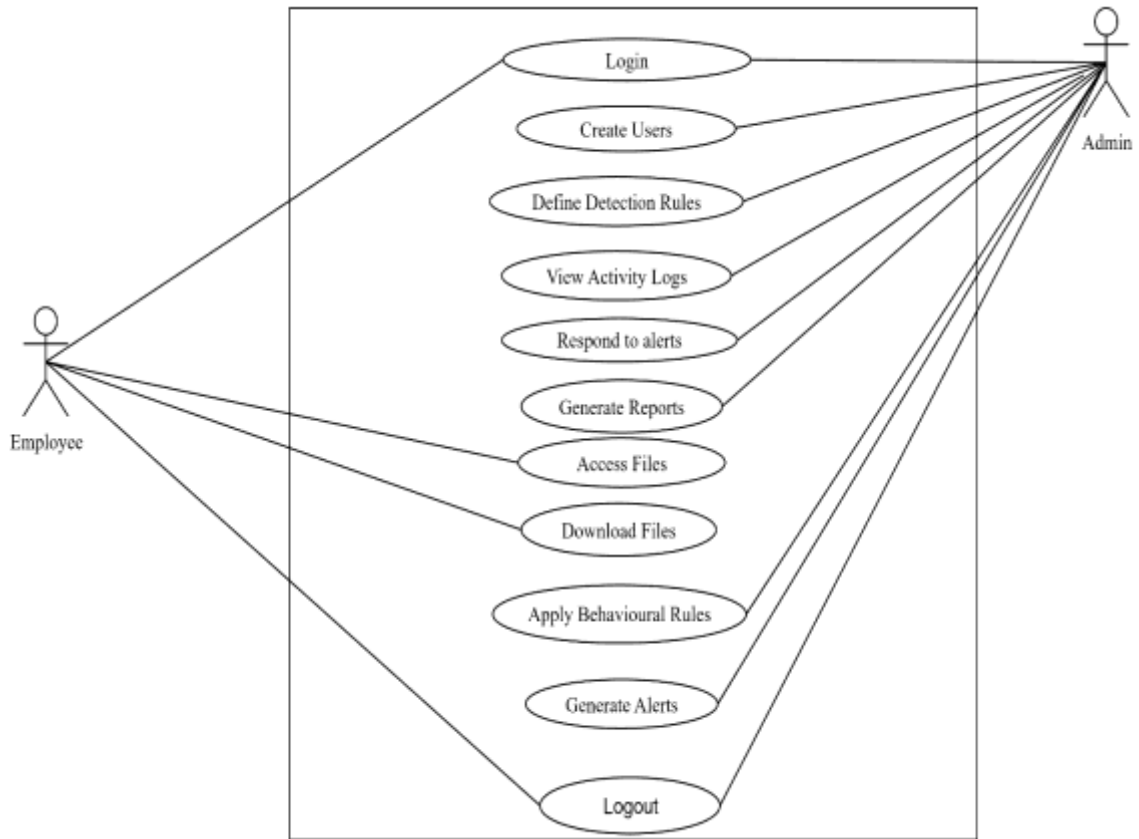 Login
Admin
Create Users
Define Detection Rules
View Activity Logs
Respond to alerts
Generate Reports
Employee
Access Files
Download Files
Apply Behavioural Rules
Generate Alerts
Logout